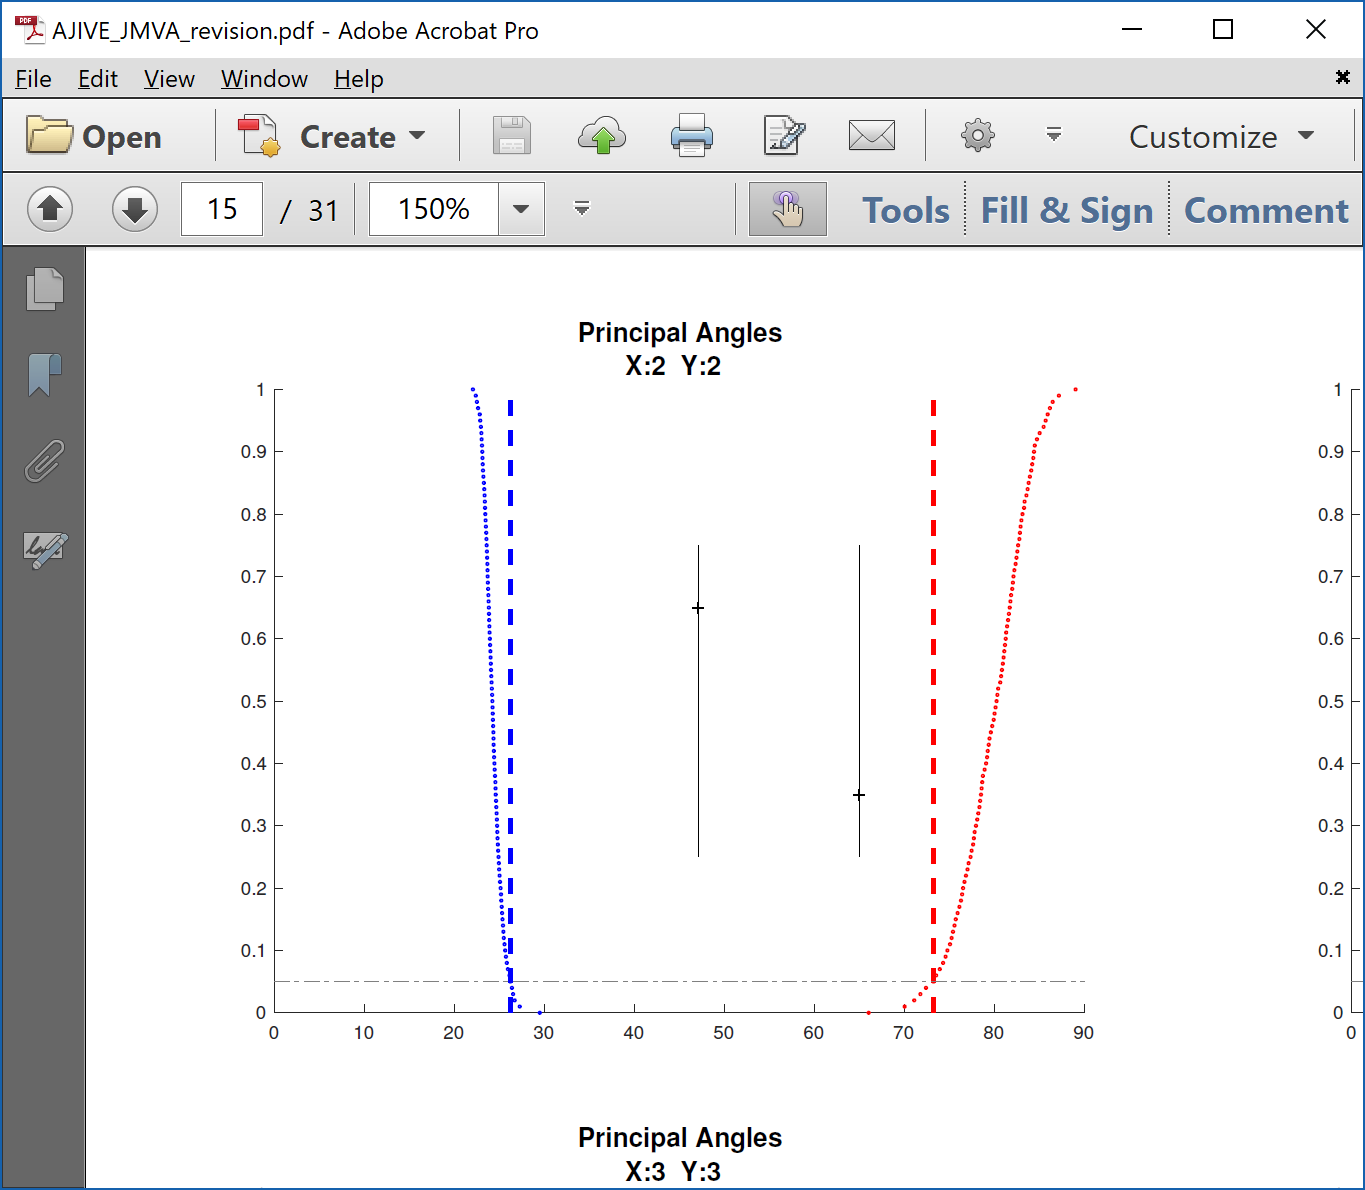 AJIVE_JMVA_revision.pdf - Adobe Acrobat Pro
File Edit View Window Help
Open Create Customize
15 / 31 150% Tools Fill & Sign Comment
Principal Angles
X:2 Y:2
1
0.9
0.8
0.7
0.6
0.5
0.4
0.3
0.2
0.1
0
0 10 20 30 40 50 60 70 80 90
1
0.9
0.8
0.7
0.6
0.5
0.4
0.3
0.2
0.1
0
0
Principal Angles
X:3 Y:3